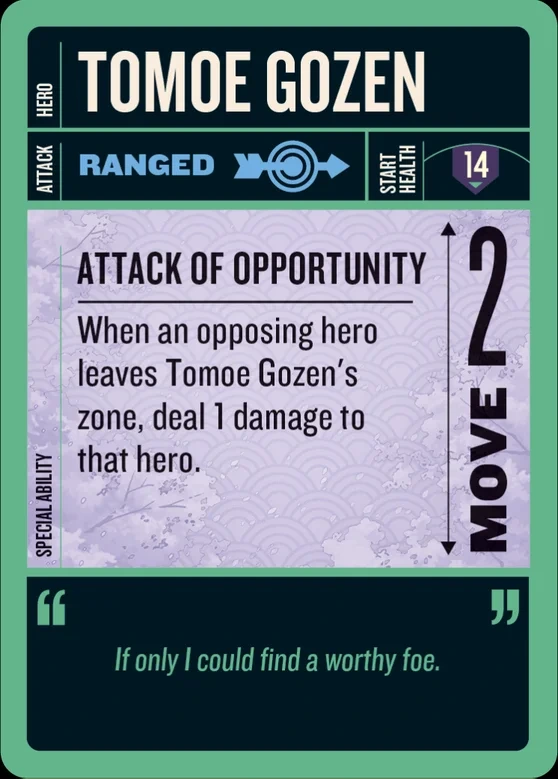 HERO
TOMOE GOZEN
ATTACK
RANGED
START
HEALTH
14
SPECIAL ABILITY
ATTACK OF OPPORTUNITY
When an opposing hero
leaves Tomoe Gozen's
zone, deal 1 damage to
that hero.
MOVE 2
“ ”
If only I could find a worthy foe.